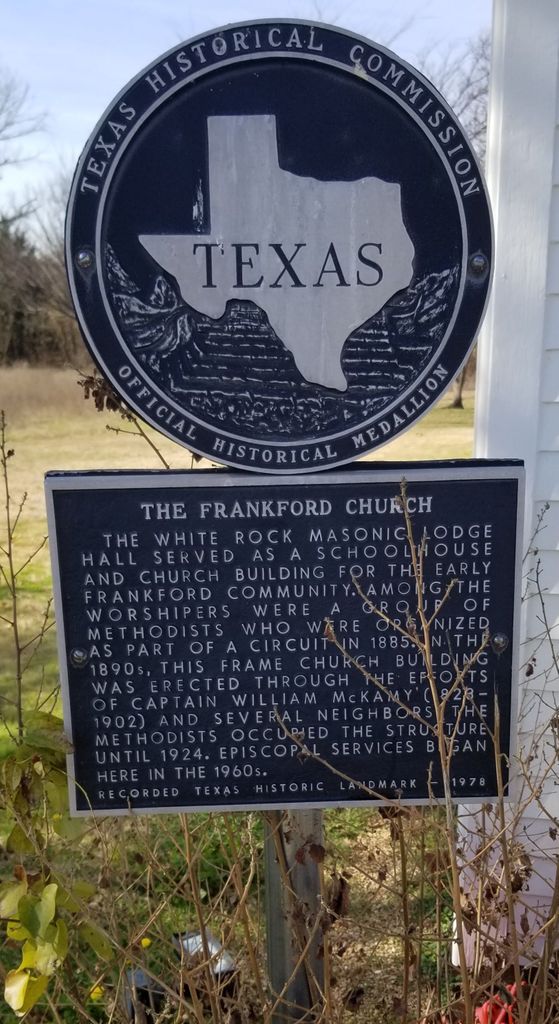 TEXAS HISTORICAL COMMISSION
TEXAS
OFFICIAL HISTORICAL MEDALLION
THE FRANKFORD CHURCH
THE WHITE ROCK MASONIC LODGE
HALL SERVED AS A SCHOOLHOUSE
AND CHURCH BUILDING FOR THE EARLY
FRANKFORD COMMUNITY. AMONG THE
WORSHIPERS WERE A GROUP OF
METHODISTS WHO WERE ORGANIZED
AS PART OF A CIRCUIT IN 1885. IN THE
1890s, THIS FRAME CHURCH BUILDING
WAS ERECTED THROUGH THE EFFORTS
OF CAPTAIN WILLIAM McKAMY (1823-
1902) AND SEVERAL NEIGHBORS. THE
METHODISTS OCCUPIED THE STRUCTURE
UNTIL 1924. EPISCOPAL SERVICES BEGAN
HERE IN THE 1960s.
RECORDED TEXAS HISTORIC LANDMARK - 1978